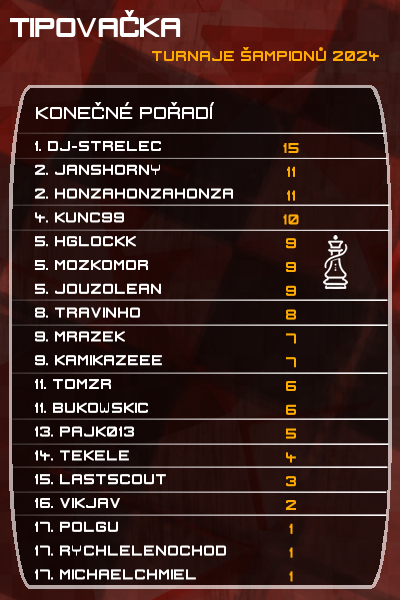 TIPOVAČKA
TURNAJE ŠAMPIONŮ 2024
KONEČNÉ POŘADÍ
1. DJ-STRELEC 15
2. JANSHORNY 11
2. HONZAHONZAHONZA 11
4. KUNC99 10
5. HGLOCKK 9
5. MOZKOMOR 9
5. JOUZOLEAN 9
8. TRAVINHO 8
9. MRAZEK 7
9. KAMIKAZEEE 7
11. TOMZR 6
11. BUKOWSKIC 6
13. PAJK013 5
14. TEKELE 4
15. LASTSCOUT 3
16. VIKJAV 2
17. POLGU 1
17. RYCHLELENOCHOD 1
17. MICHAELCHMIEL 1